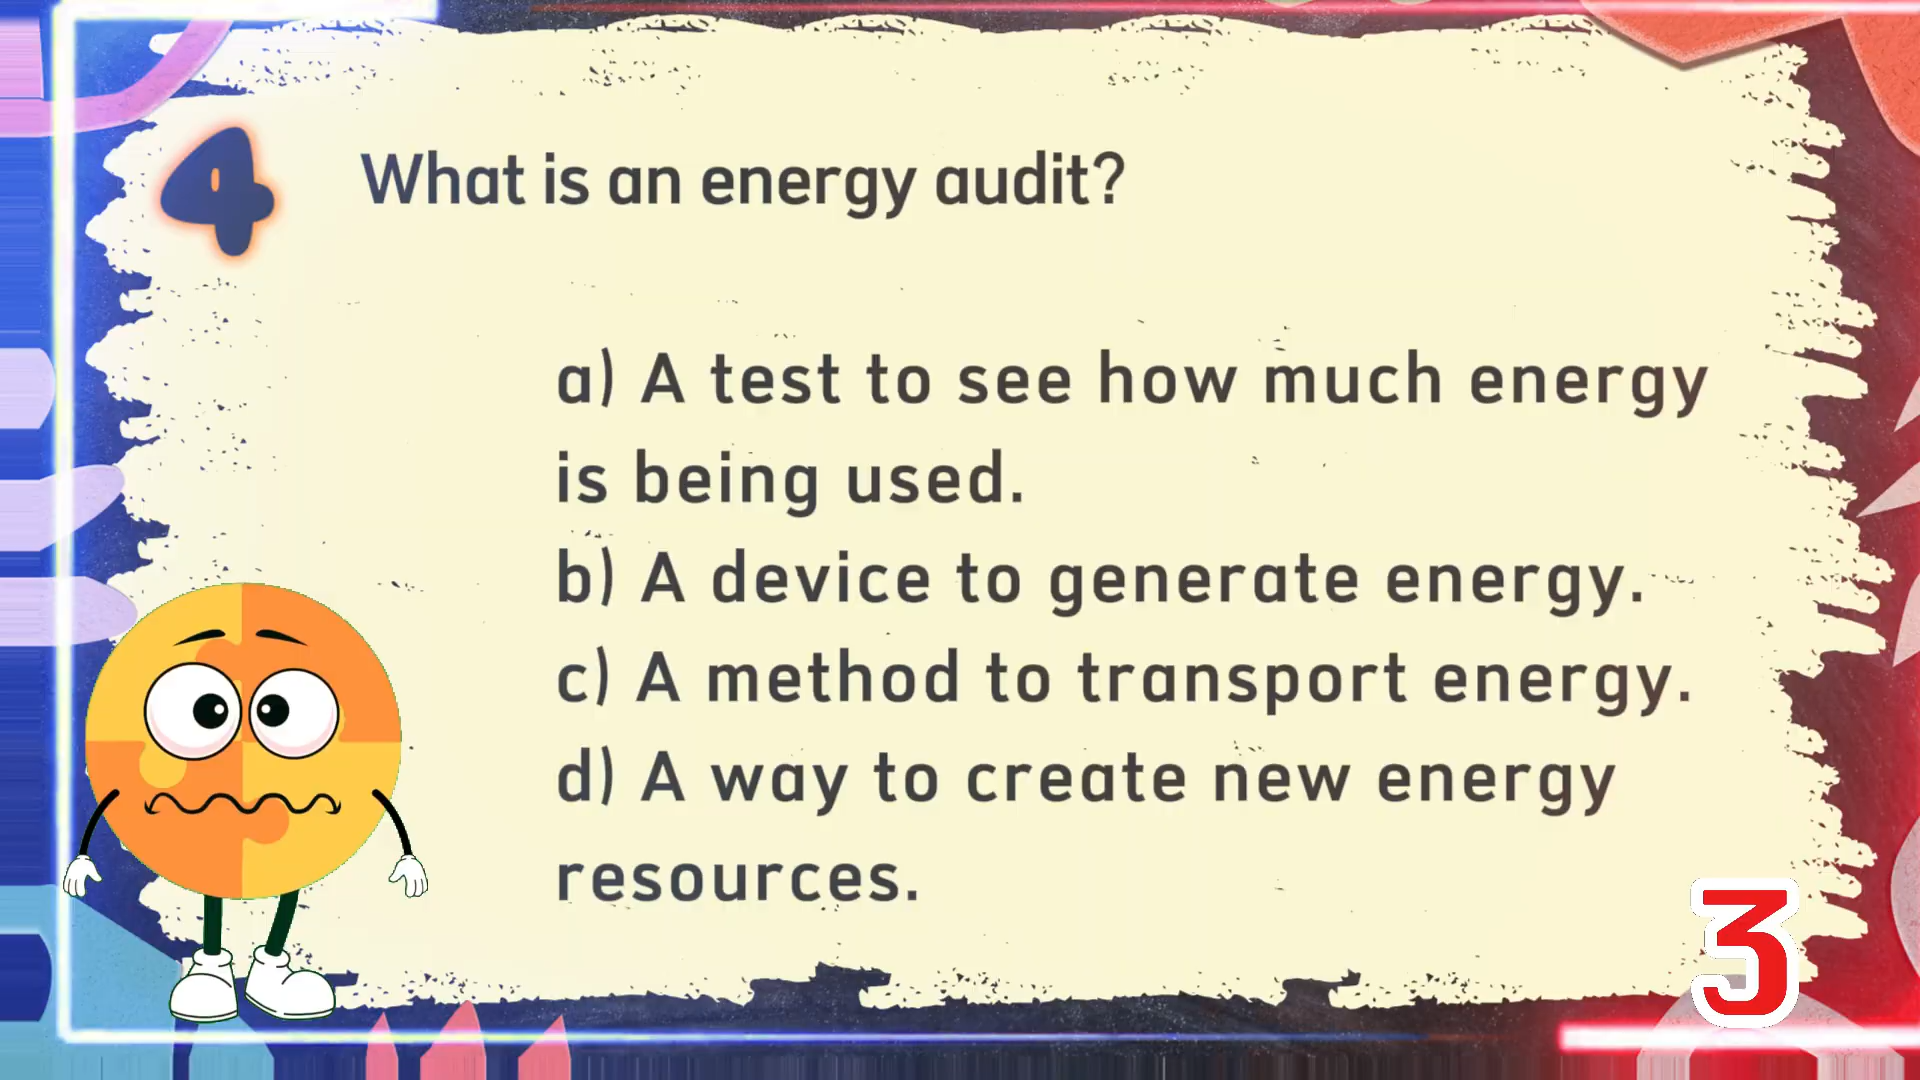 4 What is an energy audit?
a) A test to see how much energy
is being used.
b) A device to generate energy.
c) A method to transport energy.
d) A way to create new energy
resources.
3